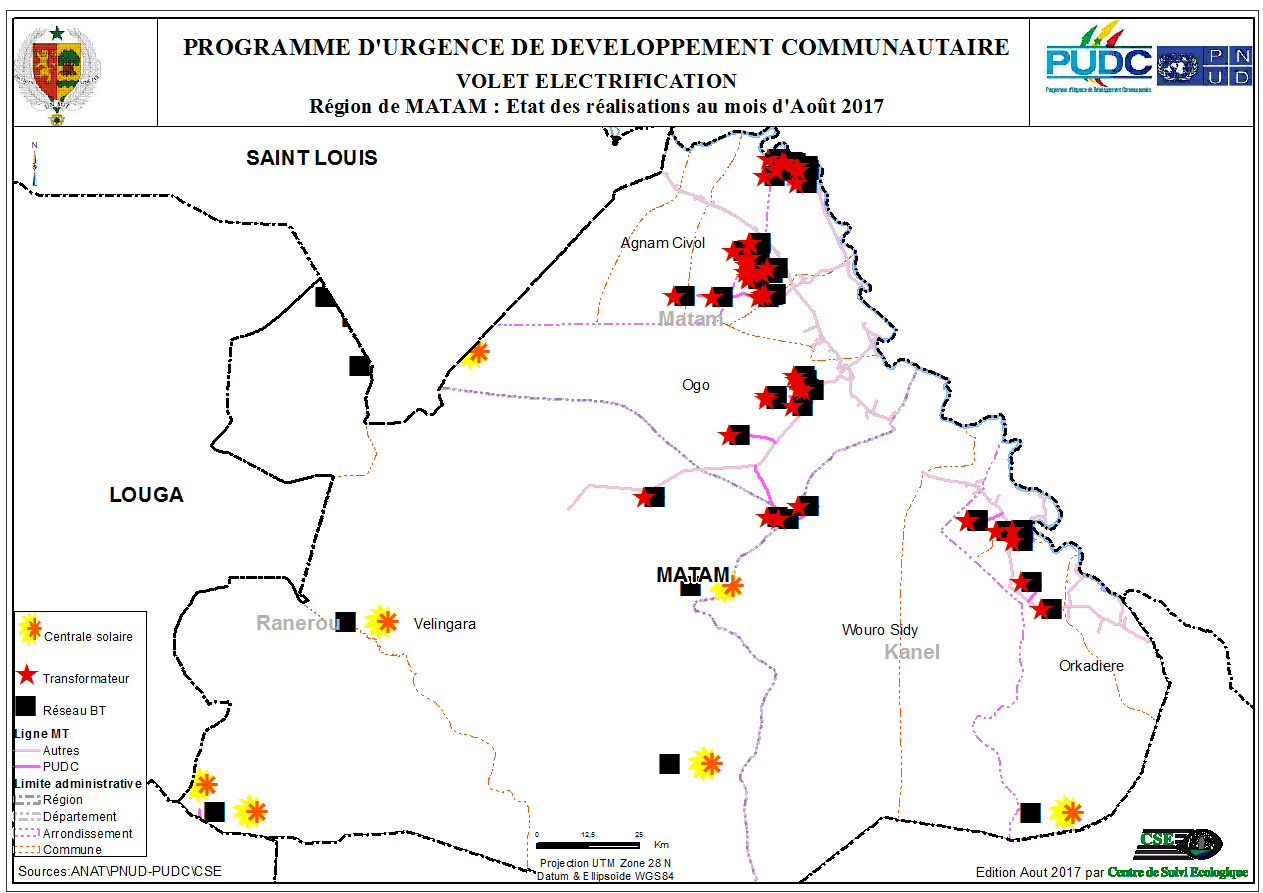 PROGRAMME D'URGENCE DE DEVELOPPEMENT COMMUNAUTAIRE
VOLET ELECTRIFICATION
Région de MATAM : Etat des réalisations au mois d'Août 2017
PUDC
Programme d'Urgence de Développement Communautaire
P N
U D
N
SAINT LOUIS
Agnam Civol
Matam
Ogo
LOUGA
MATAM
Ranerou
Velingara
Wouro Sidy
Kanel
Orkadiere
Centrale solaire
Transformateur
Réseau BT
Ligne MT
Autres
PUDC
Limite administrative
Région
Département
Arrondissement
Commune
Sources:ANAT\PNUD-PUDC\CSE
0 12,5 25
Km
Projection UTM Zone 28 N
Datum & Ellipsoïde WGS84
CSE
Edition Aout 2017 par Centre de Suivi Ecologique